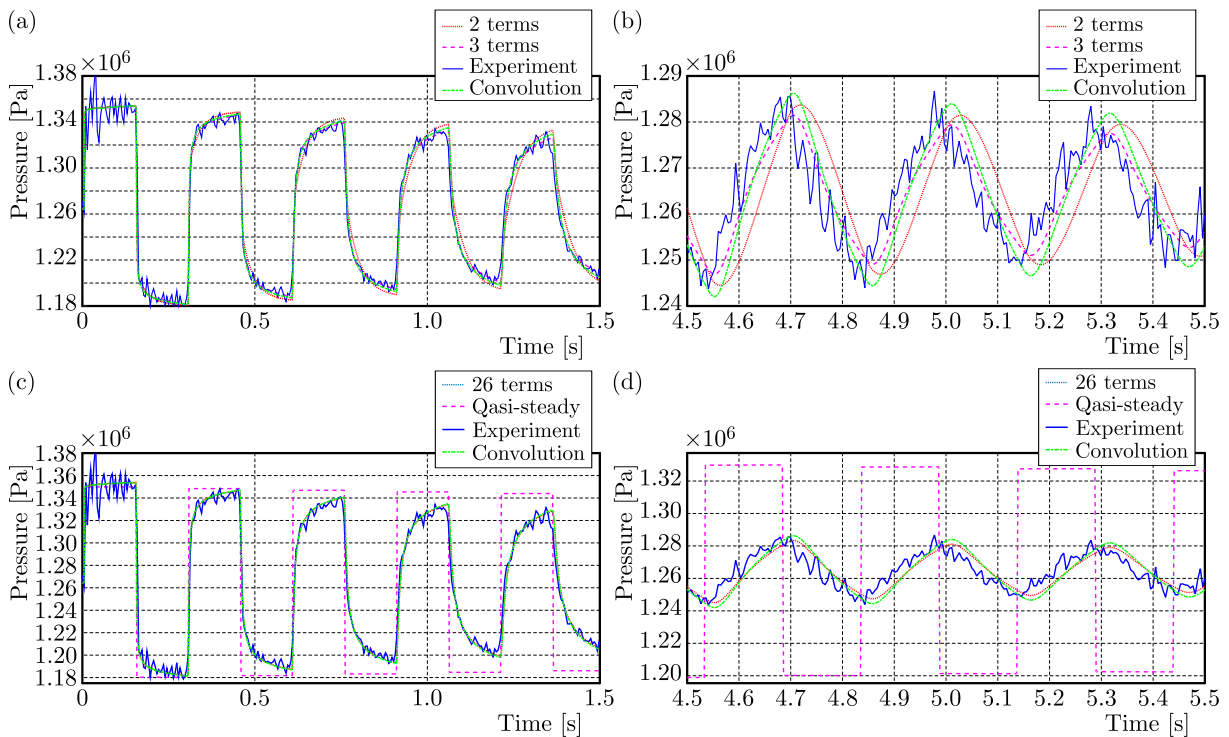 (a)
2 terms
3 terms
Experiment
Convolution
×10⁶
Pressure [Pa]
1.38
1.34
1.30
1.26
1.22
1.18
0
0.5
1.0
1.5
Time [s]
(b)
2 terms
3 terms
Experiment
Convolution
×10⁶
Pressure [Pa]
1.29
1.28
1.27
1.26
1.25
1.24
4.5
4.6
4.7
4.8
4.9
5.0
5.1
5.2
5.3
5.4
5.5
Time [s]
(c)
26 terms
Qasi-steady
Experiment
Convolution
×10⁶
Pressure [Pa]
1.38
1.36
1.34
1.32
1.30
1.28
1.26
1.24
1.22
1.20
1.18
0
0.5
1.0
1.5
Time [s]
(d)
26 terms
Qasi-steady
Experiment
Convolution
×10⁶
Pressure [Pa]
1.32
1.30
1.28
1.26
1.24
1.22
1.20
4.5
4.6
4.7
4.8
4.9
5.0
5.1
5.2
5.3
5.4
5.5
Time [s]